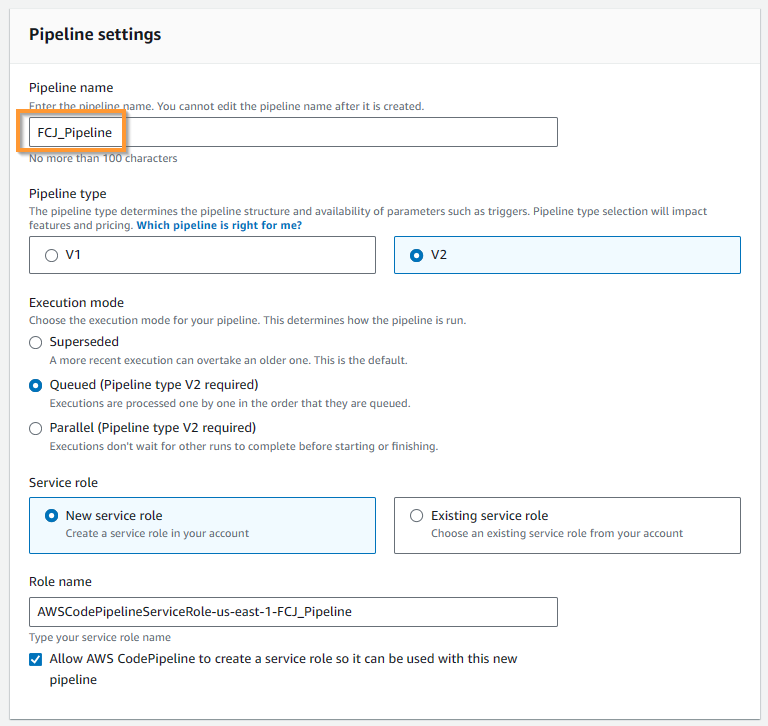 Pipeline settings
Pipeline name
Enter the pipeline name. You cannot edit the pipeline name after it is created.
FCJ_Pipeline
No more than 100 characters
Pipeline type
The pipeline type determines the pipeline structure and availability of parameters such as triggers. Pipeline type selection will impact
features and pricing. Which pipeline is right for me?
V1
V2
Execution mode
Choose the execution mode for your pipeline. This determines how the pipeline is run.
Superseded
A more recent execution can overtake an older one. This is the default.
Queued (Pipeline type V2 required)
Executions are processed one by one in the order that they are queued.
Parallel (Pipeline type V2 required)
Executions don't wait for other runs to complete before starting or finishing.
Service role
New service role
Create a service role in your account
Existing service role
Choose an existing service role from your account
Role name
AWSCodePipelineServiceRole-us-east-1-FCJ_Pipeline
Type your service role name
Allow AWS CodePipeline to create a service role so it can be used with this new
pipeline